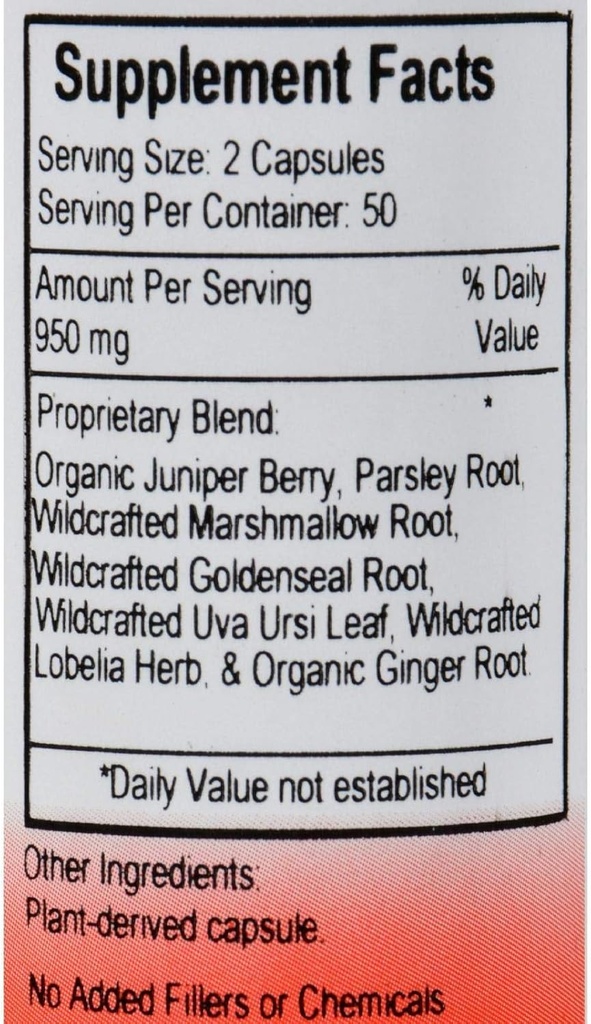 Supplement Facts
Serving Size: 2 Capsules
Serving Per Container: 50
Amount Per Serving % Daily
950 mg Value
Proprietary Blend: *
Organic Juniper Berry, Parsley Root,
Wildcrafted Marshmallow Root,
Wildcrafted Goldenseal Root,
Wildcrafted Uva Ursi Leaf, Wildcrafted
Lobelia Herb, & Organic Ginger Root.
*Daily Value not established
Other Ingredients:
Plant-derived capsule.
No Added Fillers or Chemicals